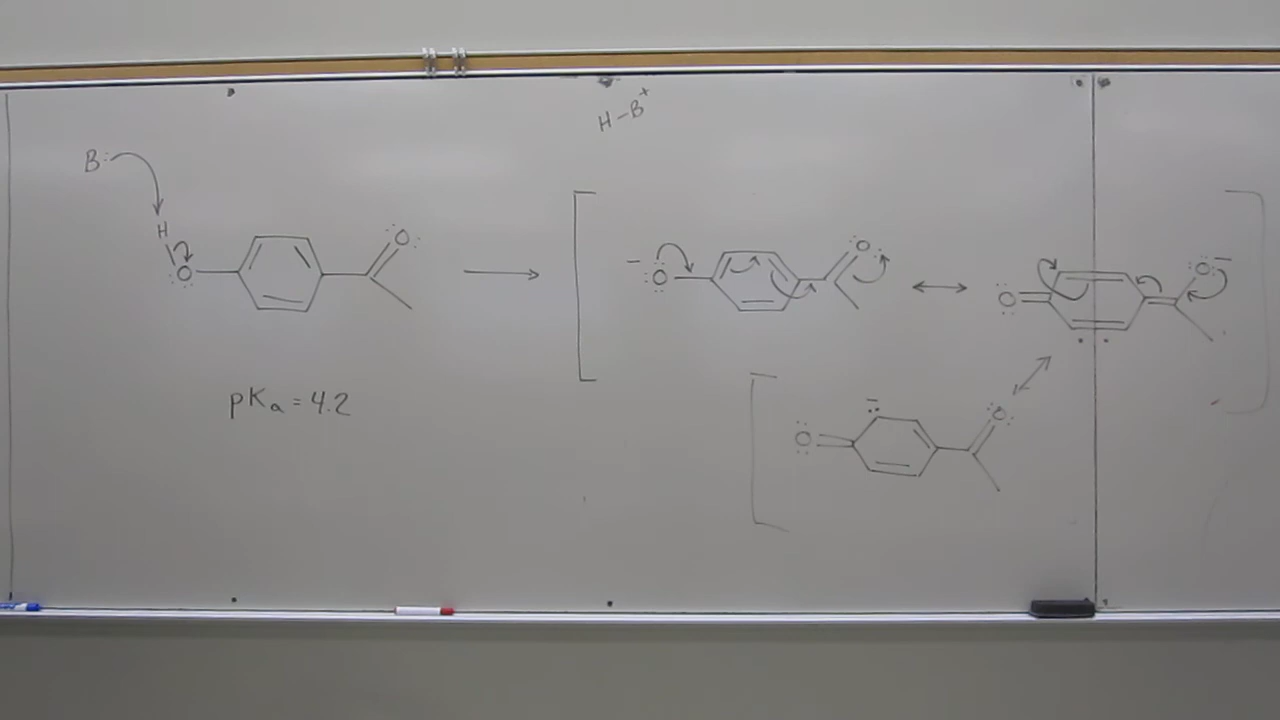 H-B⁺
B:
H
:O:
O:
pKₐ = 4.2
− :O:
O:
:O:
:O: −
:O:
−
:O: